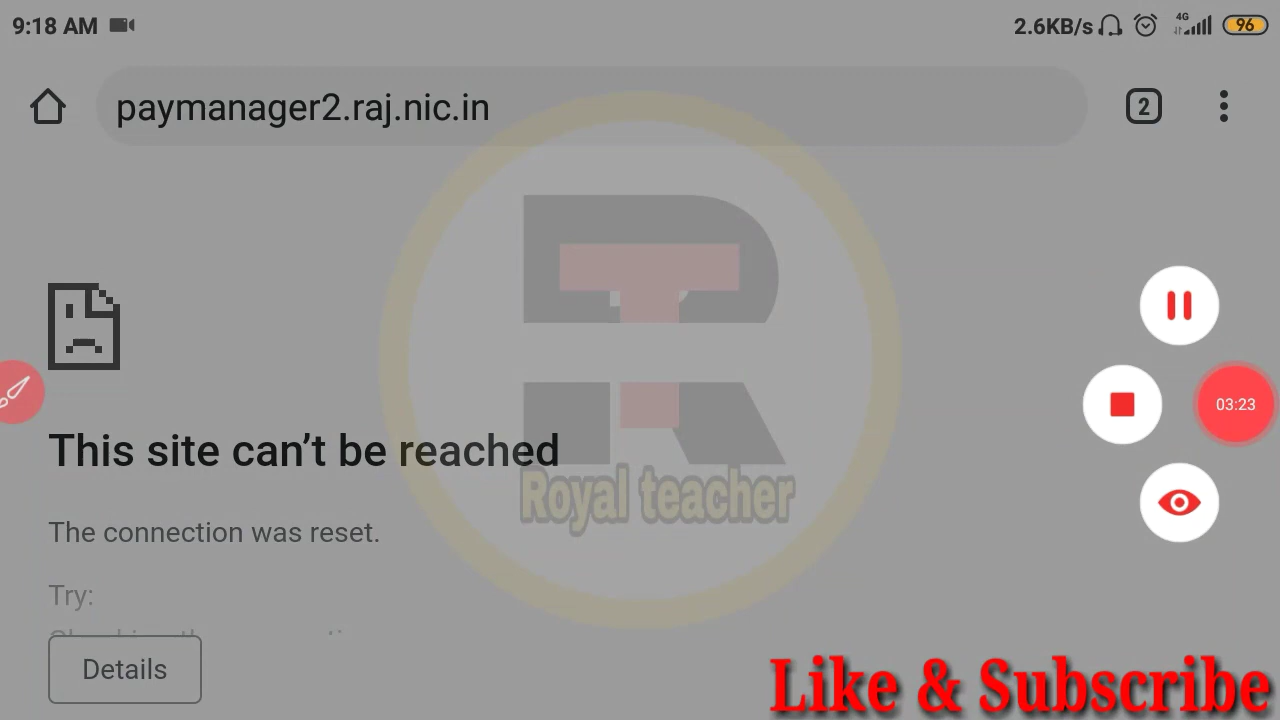 9:18 AM
2.6KB/s
4G
96
paymanager2.raj.nic.in
2
This site can’t be reached
03:23
Royal teacher
The connection was reset.
Try:
Details
Like & Subscribe